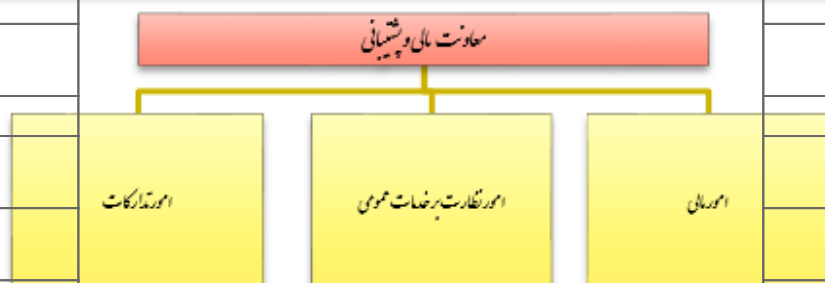 معاونت مالی و پشتیبانی
امور مالی
امور نظارت بر خدمات عمومی
امور تدارکات